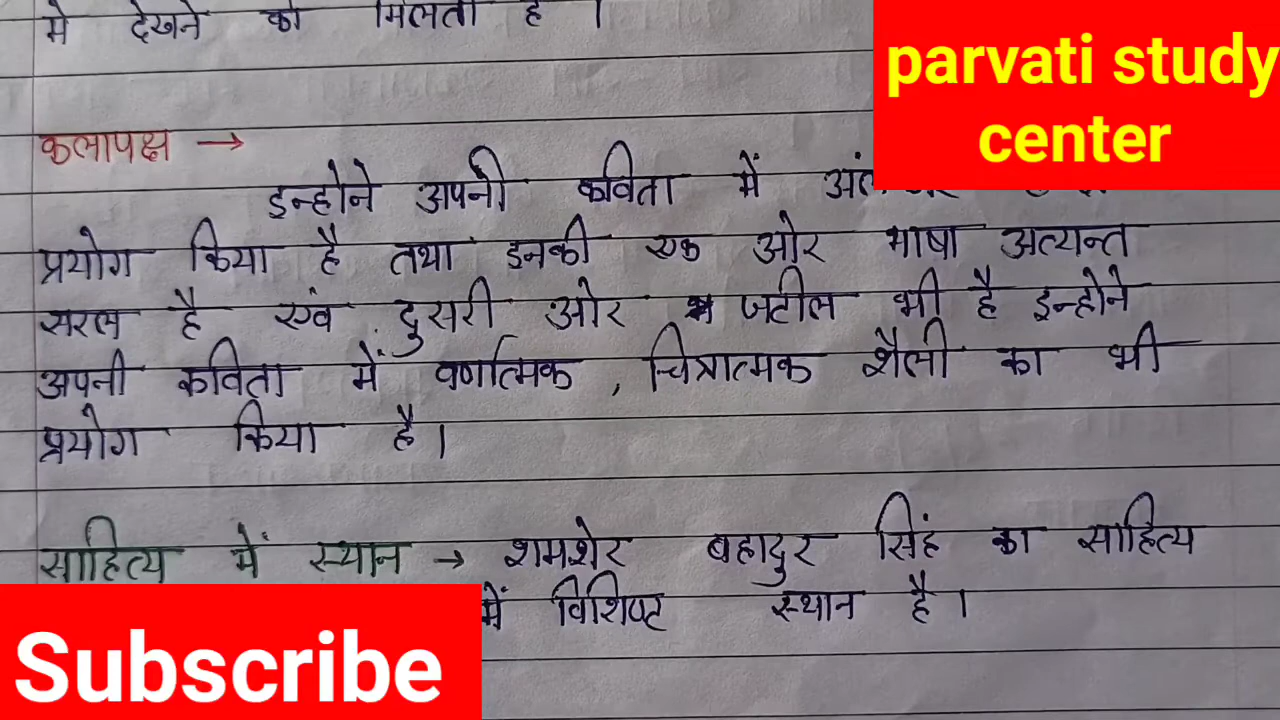 में देखने को मिलता है ।
parvati study
center
कलापक्ष →
इन्होने अपनी कविता में
प्रयोग किया है तथा इनकी एक ओर भाषा अत्यन्त
सरल है एंव दुसरी ओर जटील भी है इन्होने
अपनी कविता में वर्णात्मक , चित्रात्मक शैली का भी
प्रयोग किया है ।
साहित्य में स्थान → शमशेर बहादुर सिंह का साहित्य
में विशिष्ट स्थान है ।
Subscribe